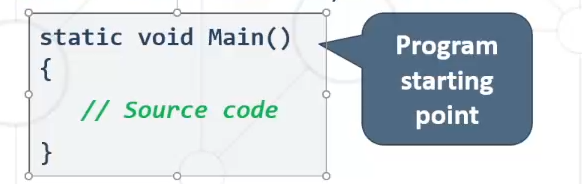 static void Main()
{
// Source code
}
Program
starting
point